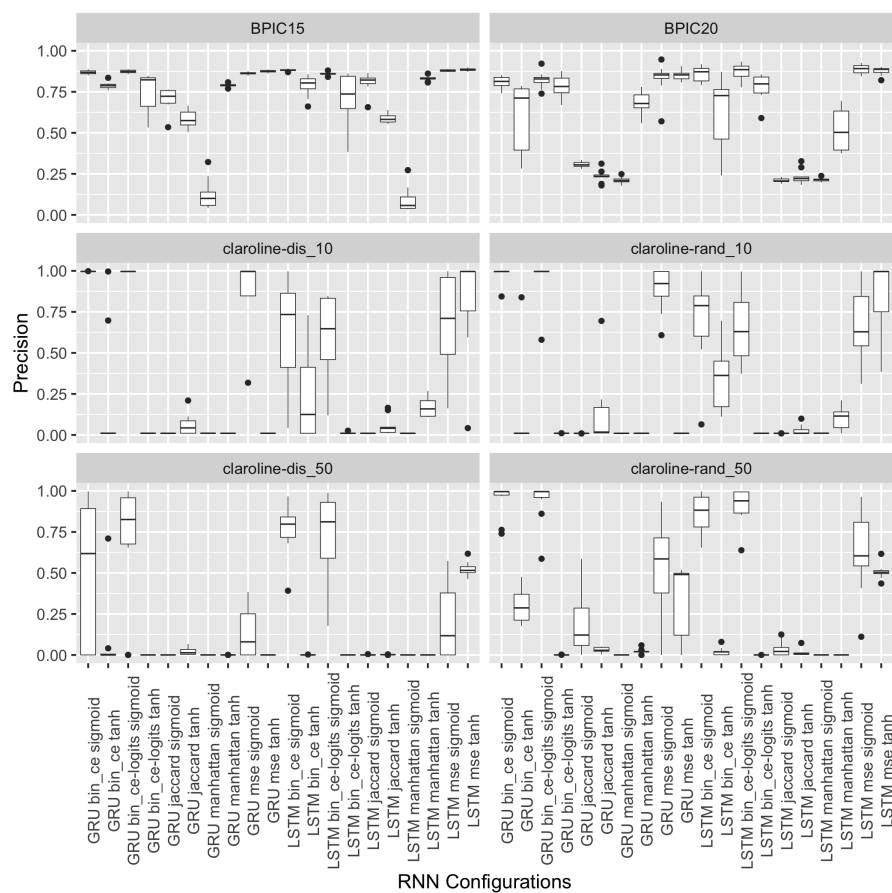 BPIC15
BPIC20
1.00
0.75
0.50
0.25
0.00
claroline-dis_10
claroline-rand_10
1.00
0.75
0.50
0.25
0.00
Precision
claroline-dis_50
claroline-rand_50
1.00
0.75
0.50
0.25
0.00
GRU bin_ce sigmoid
GRU bin_ce tanh
GRU bin_ce-logits sigmoid
GRU bin_ce-logits tanh
GRU jaccard sigmoid
GRU jaccard tanh
GRU manhattan sigmoid
GRU manhattan tanh
GRU mse sigmoid
GRU mse tanh
LSTM bin_ce sigmoid
LSTM bin_ce tanh
LSTM bin_ce-logits sigmoid
LSTM bin_ce-logits tanh
LSTM jaccard sigmoid
LSTM jaccard tanh
LSTM manhattan sigmoid
LSTM manhattan tanh
LSTM mse sigmoid
LSTM mse tanh
GRU bin_ce sigmoid
GRU bin_ce tanh
GRU bin_ce-logits sigmoid
GRU bin_ce-logits tanh
GRU jaccard sigmoid
GRU jaccard tanh
GRU manhattan sigmoid
GRU manhattan tanh
GRU mse sigmoid
GRU mse tanh
LSTM bin_ce sigmoid
LSTM bin_ce tanh
LSTM bin_ce-logits sigmoid
LSTM bin_ce-logits tanh
LSTM jaccard sigmoid
LSTM jaccard tanh
LSTM manhattan sigmoid
LSTM manhattan tanh
LSTM mse sigmoid
LSTM mse tanh
RNN Configurations